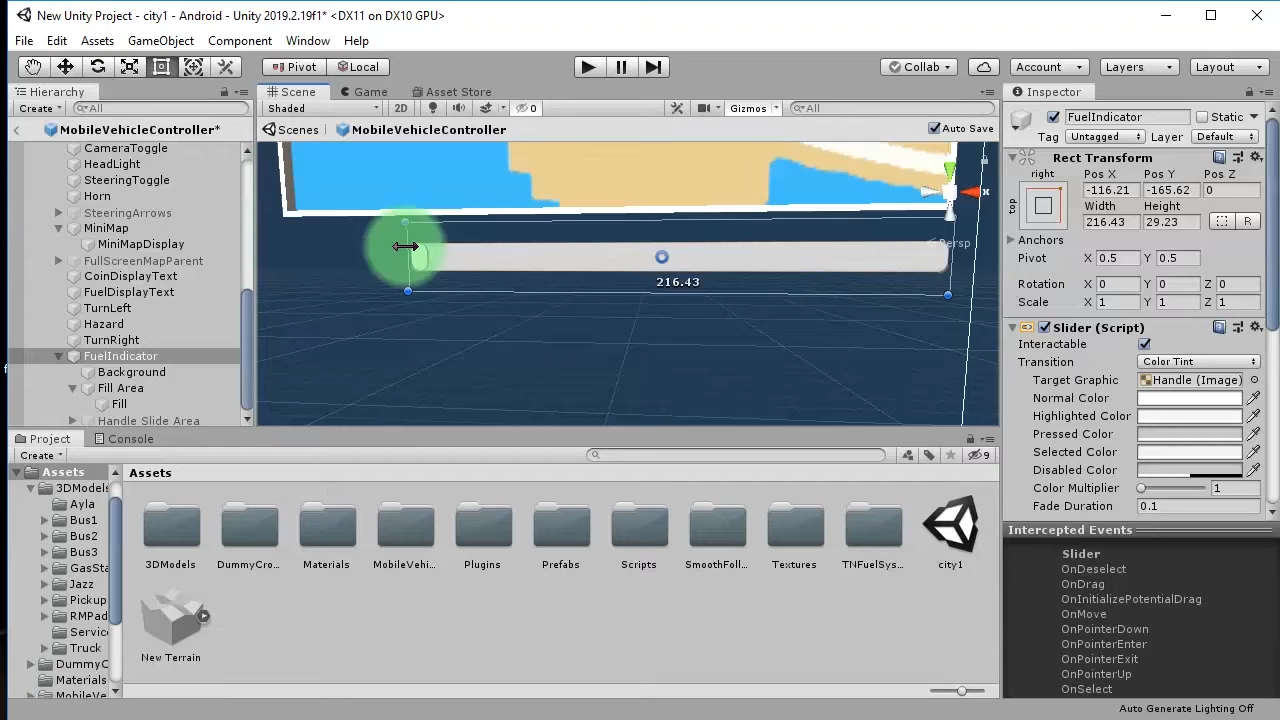 New Unity Project - city1 - Android - Unity 2019.2.19f1* <DX11 on DX10 GPU>
File Edit Assets GameObject Component Window Help
Pivot Local Collab Account Layers Layout
Hierarchy
Create All
MobileVehicleController*
CameraToggle
HeadLight
SteeringToggle
Horn
SteeringArrows
MiniMap
MiniMapDisplay
FullScreenMapParent
CoinDisplayText
FuelDisplayText
TurnLeft
Hazard
TurnRight
FuelIndicator
Background
Fill Area
Fill
Handle Slide Area
Scene Game Asset Store
Shaded 2D 0 Gizmos All
Scenes MobileVehicleController Auto Save
x
< Persp
216.43
Inspector
FuelIndicator Static
Tag Untagged Layer Default
Rect Transform
right Pos X Pos Y Pos Z
top -116.21 -165.62 0
Width Height
216.43 29.23 R
Anchors
Pivot X 0.5 Y 0.5
Rotation X 0 Y 0 Z 0
Scale X 1 Y 1 Z 1
Slider (Script)
Interactable
Transition Color Tint
Target Graphic Handle (Image)
Normal Color
Highlighted Color
Pressed Color
Selected Color
Disabled Color
Color Multiplier 1
Fade Duration 0.1
Intercepted Events
Slider
OnDeselect
OnDrag
OnInitializePotentialDrag
OnMove
OnPointerDown
OnPointerEnter
OnPointerExit
OnPointerUp
OnSelect
Project Console
Create 9
Assets
3DModels
Ayla
Bus1
Bus2
Bus3
GasSta
Jazz
Pickup
RMPad
Service
Truck
DummyC
Materials
MobileVe
Assets
3DModels DummyCro... Materials MobileVehi... Plugins Prefabs Scripts SmoothFoll... Textures TNFuelSys... city1
New Terrain
Auto Generate Lighting Off